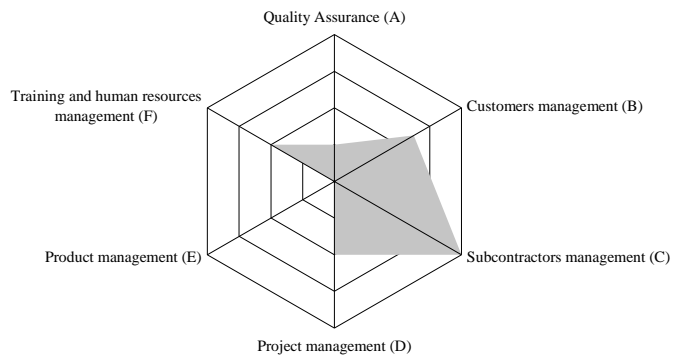 Quality Assurance (A)
Training and human resources
management (F)
Customers management (B)
Product management (E)
Subcontractors management (C)
Project management (D)